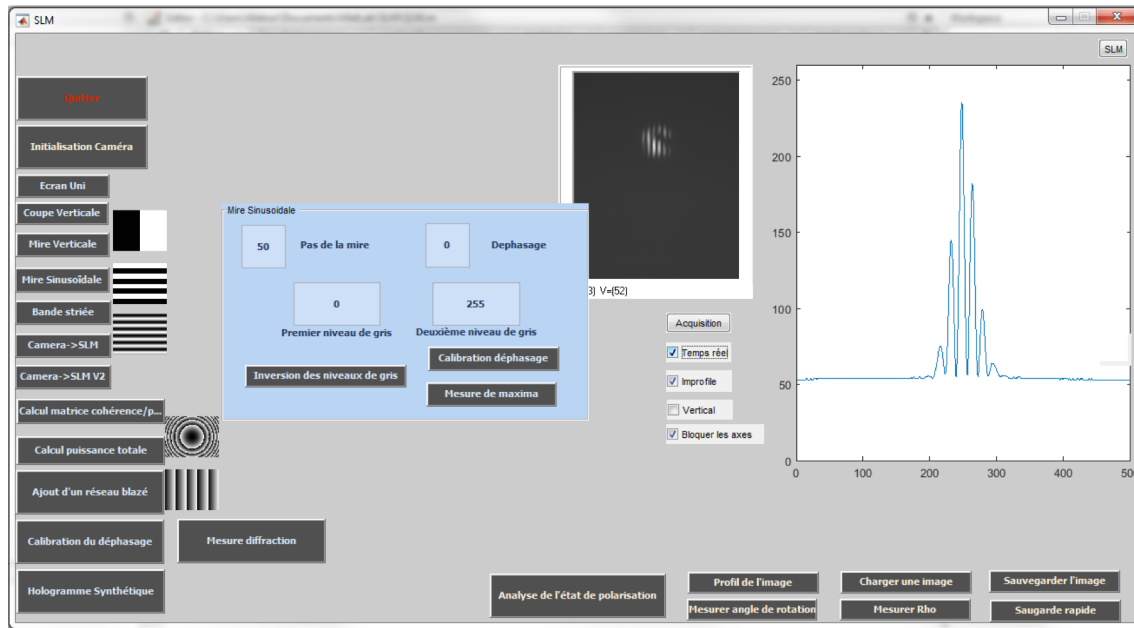 SLM
SLM
Quitter
Initialisation Caméra
Ecran Uni
Coupe Verticale
Mire Verticale
Mire Sinusoïdale
Bande striée
Camera->SLM
Camera->SLM V2
Calcul matrice cohérence/p...
Calcul puissance totale
Ajout d'un réseau blazé
Calibration du déphasage
Mesure diffraction
Hologramme Synthétique
Mire Sinusoidale
50 Pas de la mire 0 Dephasage
0 255
Premier niveau de gris Deuxième niveau de gris
Calibration déphasage
Inversion des niveaux de gris
Mesure de maxima
3) V=(52)
Acquisition
Temps réel
Improfile
Vertical
Bloquer les axes
250
200
150
100
50
0
0 100 200 300 400 50
Analyse de l'état de polarisation
Profil de l'image Charger une image Sauvegarder l'image
Mesurer angle de rotation Mesurer Rho Saugarde rapide